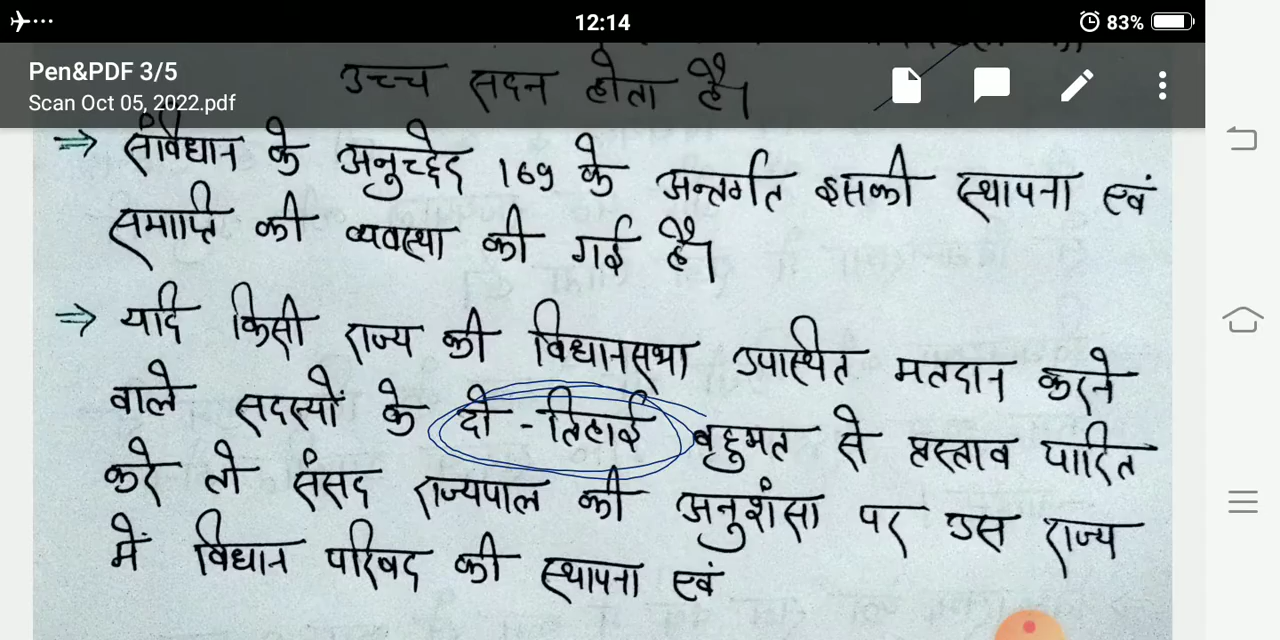 12:14
83%
Pen&PDF 3/5
Scan Oct 05, 2022.pdf
उच्च सदन होता है।
⇒ संविधान के अनुच्छेद 169 के अन्तर्गत इसकी स्थापना एवं
समाप्ति की व्यवस्था की गई है।
⇒ यदि किसी राज्य की विधानसभा उपास्थित मतदान करने
वाले सदस्यों के दो - तिहाई बहुमत से प्रस्ताव पारित
करे तो संसद राज्यपाल की अनुशंसा पर उस राज्य
में विधान परिषद की स्थापना एवं